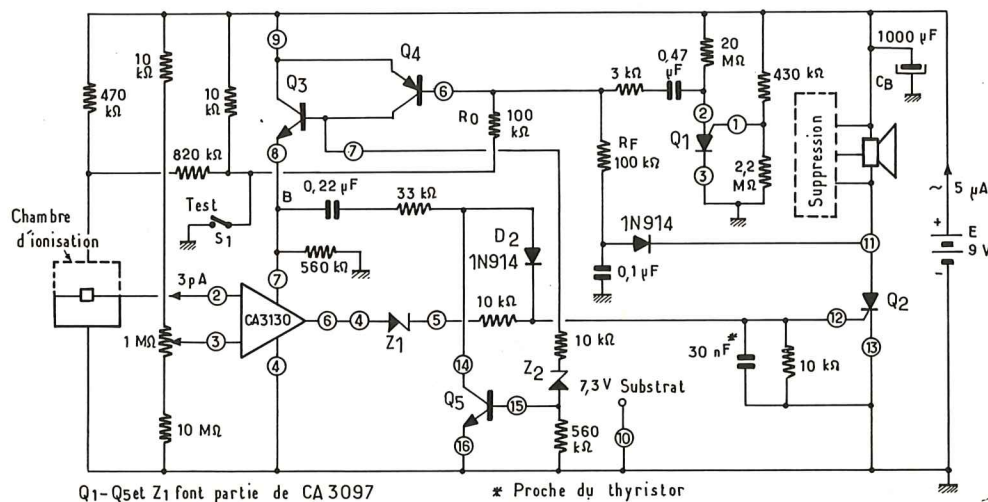 10 kΩ
470 kΩ
10 kΩ
820 kΩ
9
Q3
Q4
6
8
7
R0
100 kΩ
3 kΩ
0,47 µF
20 MΩ
430 kΩ
2
1
Q1
3
2,2 MΩ
RF
100 kΩ
1000 µF
CB
Suppression
~ 5 µA
+
E
9 V
-
Test
S1
B
0,22 µF
33 kΩ
D2
1N914
1N914
11
0,1 µF
560 kΩ
Chambre d'ionisation
3pA
2
7
CA3130
3
6
4
Z1
5
10 kΩ
4
1 MΩ
10 MΩ
10 kΩ
Z2
7,3 V
Substrat
10
14
Q5
15
16
560 kΩ
12
Q2
13
30 nF*
10 kΩ
Q1-Q5et Z1 font partie de CA 3097
* Proche du thyristor